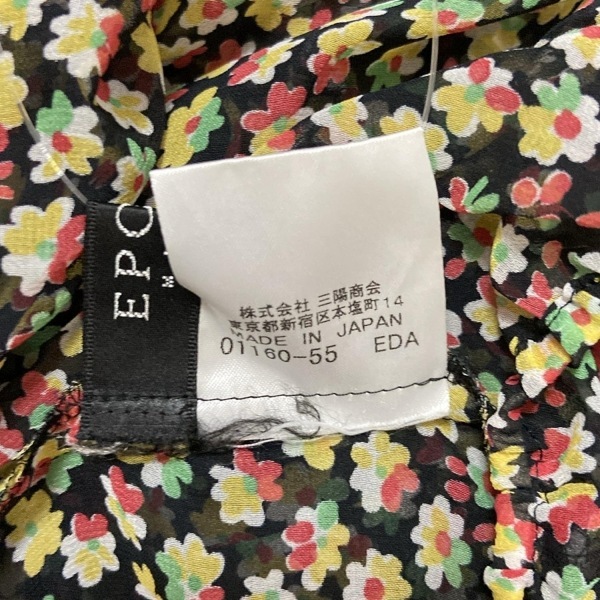 EPO
株式会社 三陽商会
東京都新宿区本塩町14
MADE IN JAPAN
01160-55 EDA